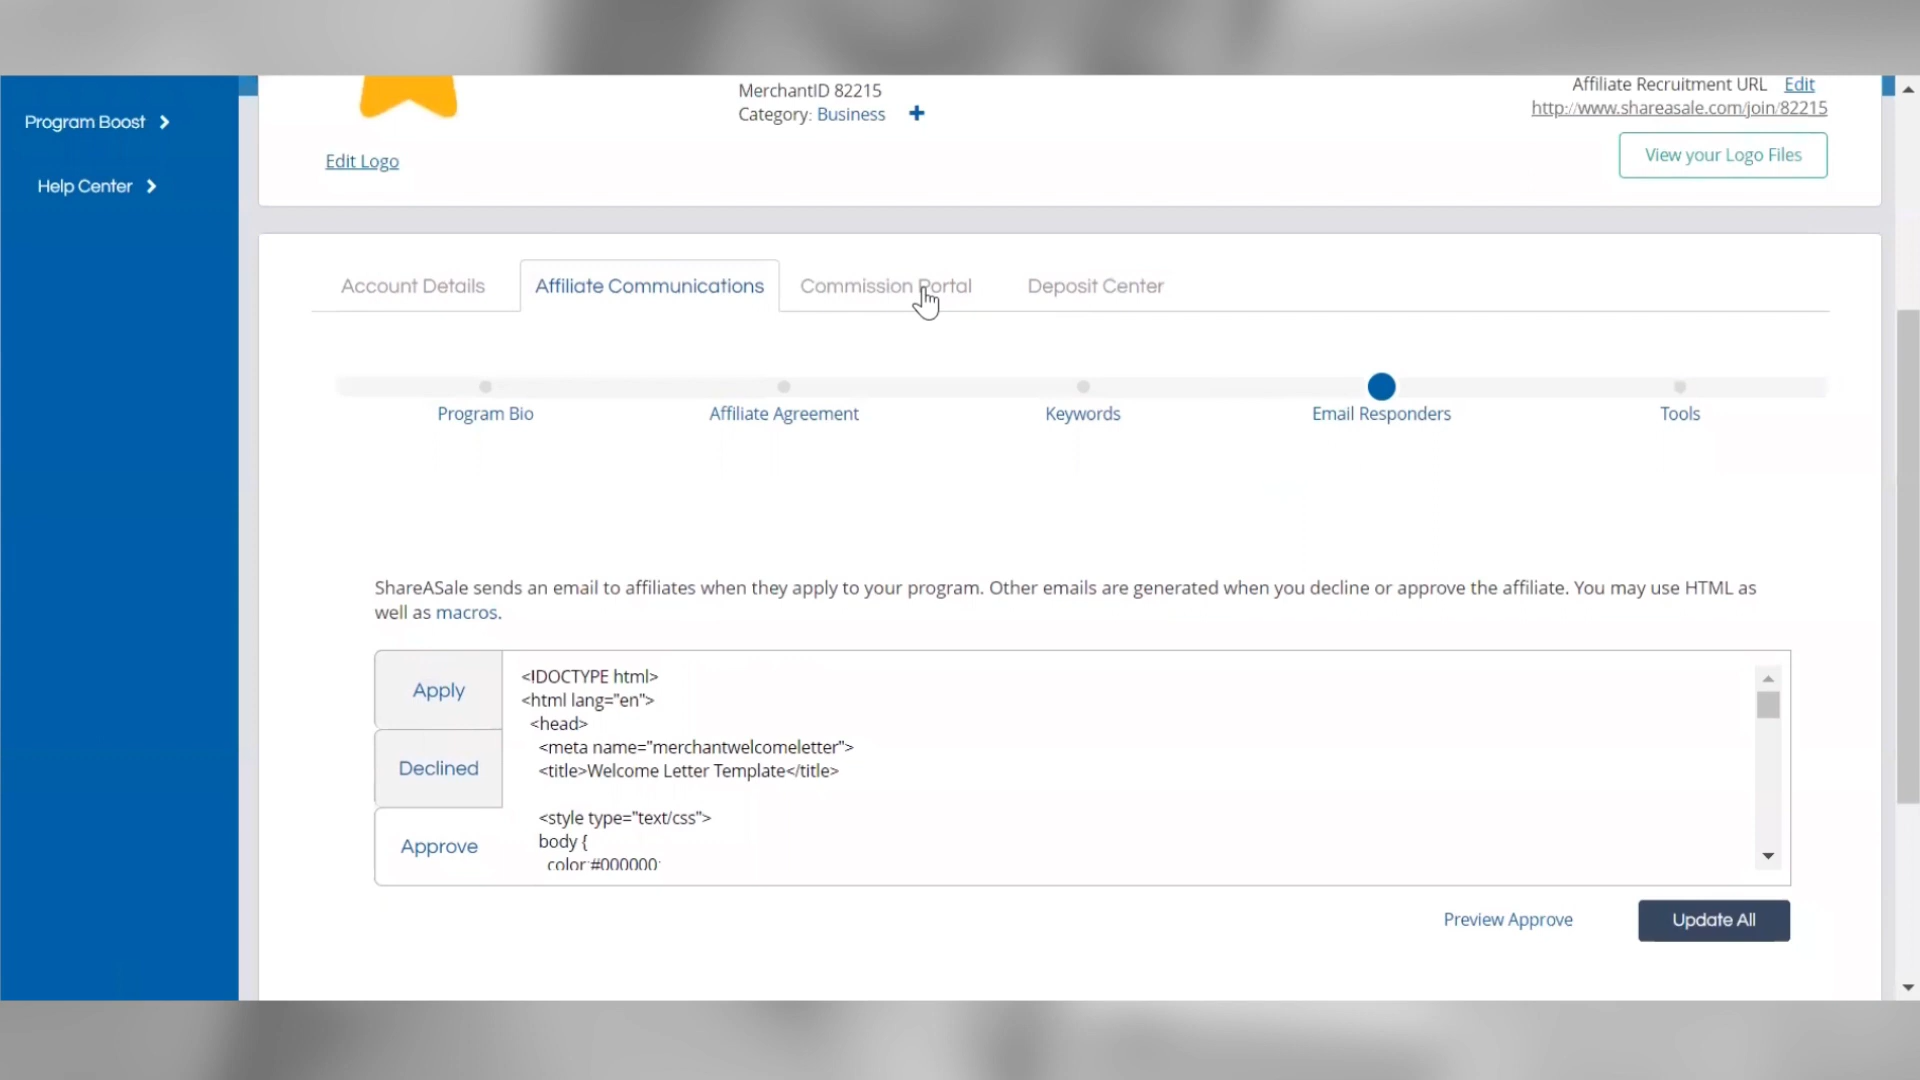 Program Boost
Help Center
MerchantID 82215
Category: Business
Edit Logo
Affiliate Recruitment URL Edit
http://www.shareasale.com/join/82215
View your Logo Files
Account Details
Affiliate Communications
Commission Portal
Deposit Center
Program Bio
Affiliate Agreement
Keywords
Email Responders
Tools
ShareASale sends an email to affiliates when they apply to your program. Other emails are generated when you decline or approve the affiliate. You may use HTML as
well as macros.
Apply
Declined
Approve
<!DOCTYPE html>
<html lang="en">
<head>
<meta name="merchantwelcomeletter">
<title>Welcome Letter Template</title>
<style type="text/css">
body {
color:#000000;
Preview Approve
Update All